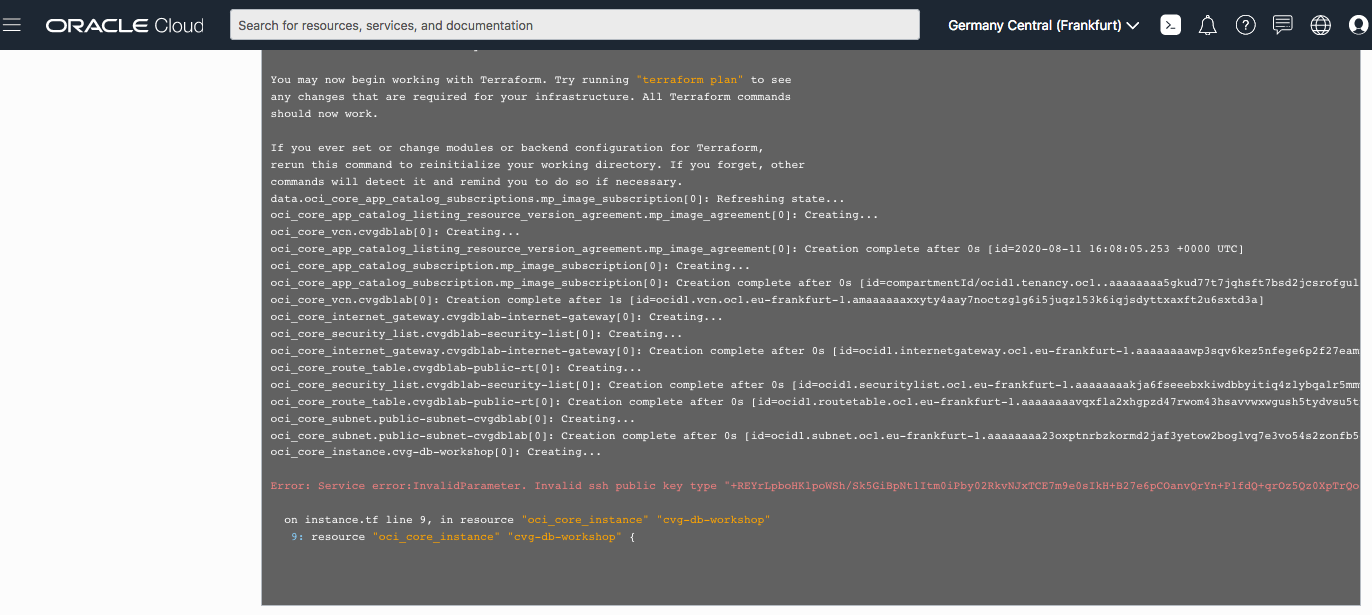 ORACLE Cloud
Search for resources, services, and documentation
Germany Central (Frankfurt)
You may now begin working with Terraform. Try running "terraform plan" to see
any changes that are required for your infrastructure. All Terraform commands
should now work.
If you ever set or change modules or backend configuration for Terraform,
rerun this command to reinitialize your working directory. If you forget, other
commands will detect it and remind you to do so if necessary.
data.oci_core_app_catalog_subscriptions.mp_image_subscription[0]: Refreshing state...
oci_core_app_catalog_listing_resource_version_agreement.mp_image_agreement[0]: Creating...
oci_core_vcn.cvgdblab[0]: Creating...
oci_core_app_catalog_listing_resource_version_agreement.mp_image_agreement[0]: Creation complete after 0s [id=2020-08-11 16:08:05.253 +0000 UTC]
oci_core_app_catalog_subscription.mp_image_subscription[0]: Creating...
oci_core_app_catalog_subscription.mp_image_subscription[0]: Creation complete after 0s [id=compartmentId/ocid1.tenancy.oc1..aaaaaaaa5gkud77t7jqhsft7bsd2jcsrofgul
oci_core_vcn.cvgdblab[0]: Creation complete after 1s [id=ocid1.vcn.oc1.eu-frankfurt-1.amaaaaaaxxyty4aay7noctzglg6i5juqzl53k6iqjsdyttxaxft2u6sxtd3a]
oci_core_internet_gateway.cvgdblab-internet-gateway[0]: Creating...
oci_core_security_list.cvgdblab-security-list[0]: Creating...
oci_core_internet_gateway.cvgdblab-internet-gateway[0]: Creation complete after 0s [id=ocid1.internetgateway.oc1.eu-frankfurt-1.aaaaaaaawp3sqv6kez5nfege6p2f27eam
oci_core_route_table.cvgdblab-public-rt[0]: Creating...
oci_core_security_list.cvgdblab-security-list[0]: Creation complete after 0s [id=ocid1.securitylist.oc1.eu-frankfurt-1.aaaaaaaakja6fseeebxkiwdbbyitiq4zlybqalr5mm
oci_core_route_table.cvgdblab-public-rt[0]: Creation complete after 0s [id=ocid1.routetable.oc1.eu-frankfurt-1.aaaaaaaavqxfla2xhgpzd47rwom43hsavvwxwgush5tydvsu5t
oci_core_subnet.public-subnet-cvgdblab[0]: Creating...
oci_core_subnet.public-subnet-cvgdblab[0]: Creation complete after 0s [id=ocid1.subnet.oc1.eu-frankfurt-1.aaaaaaaa23oxptnrbzkormd2jaf3yetow2boglvq7e3vo54s2zonfb5
oci_core_instance.cvg-db-workshop[0]: Creating...
Error: Service error:InvalidParameter. Invalid ssh public key type "+REYrLpboHKlpoWSh/Sk5GiBpNt1Itm0iPby02RkvNJxTCE7m9e0sIkH+B27e6pCOanvQrYn+PlfdQ+qrOz5Qz0XpTrQo
on instance.tf line 9, in resource "oci_core_instance" "cvg-db-workshop"
9: resource "oci_core_instance" "cvg-db-workshop" {